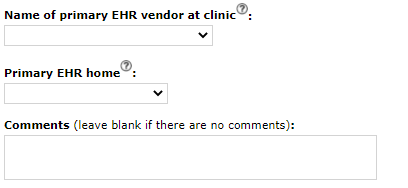 Name of primary EHR vendor at clinic?:
Primary EHR home?:
Comments (leave blank if there are no comments):